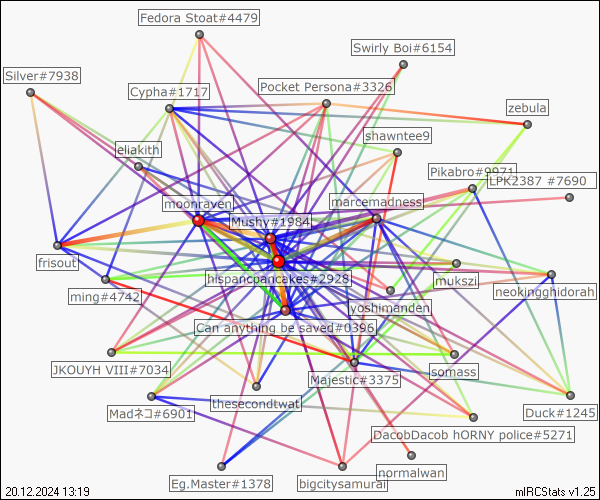 Fedora Stoat#4479
Swirly Boi#6154
Silver#7938
Cypha#1717
Pocket Persona#3326
zebula
shawntee9
eliakith
Pikabro#9971
LPK2387 #7690
moonraven
marcemadness
Mushy#1984
frisout
hispancpancakes#2928
mukszi
neokingghidorah
ming#4742
yoshimanden
Can anything be saved#0396
JKOUYH VIII#7034
somass
Majestic#3375
thesecondtwat
Madネコ#6901
Duck#1245
DacobDacob hORNY police#5271
normalwan
Eg.Master#1378
bigcitysamurai
20.12.2024 13:19
mIRCStats v1.25